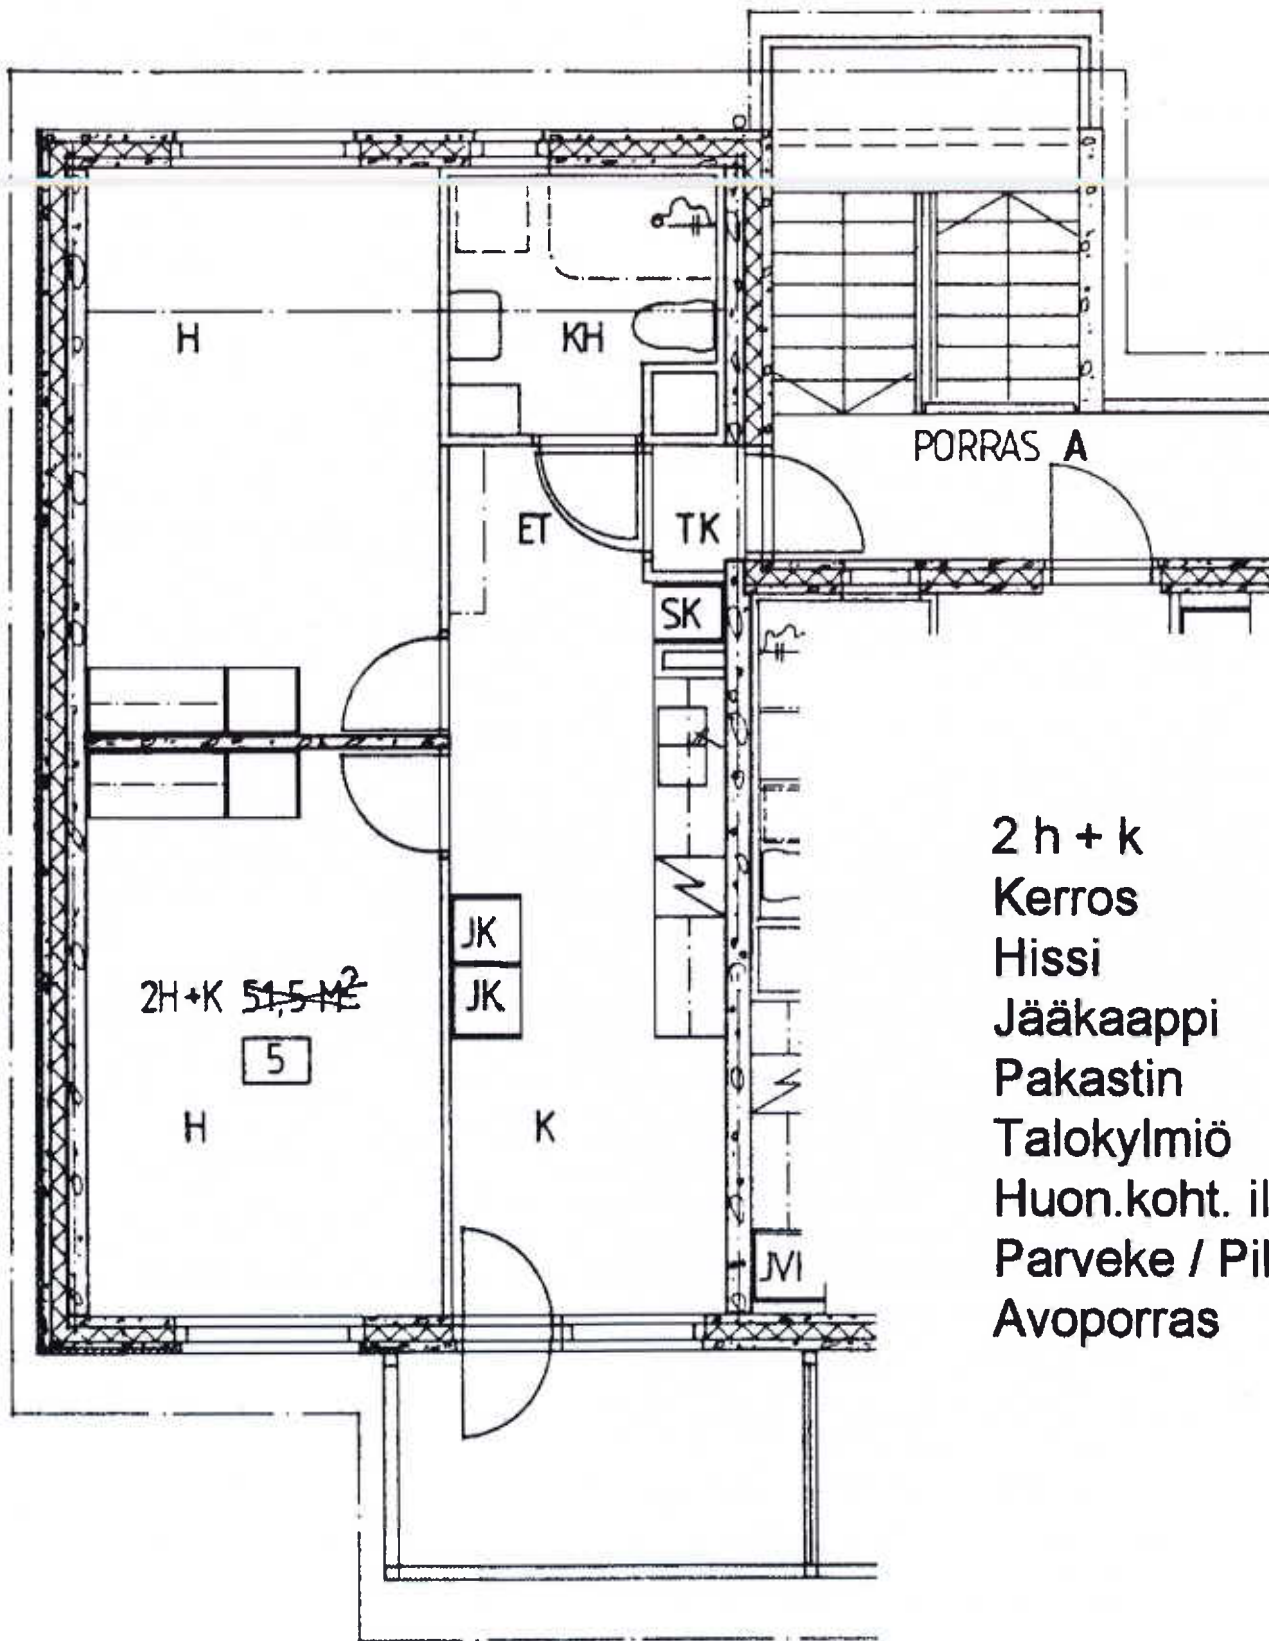 H
KH
PORRAS A
ET
TK
SK
JK
JK
2H+K 51,5 M2
5
H
K
JVI
2 h + k
Kerros
Hissi
Jääkaappi
Pakastin
Talokylmiö
Huon.koht. il
Parveke / Pil
Avoporras